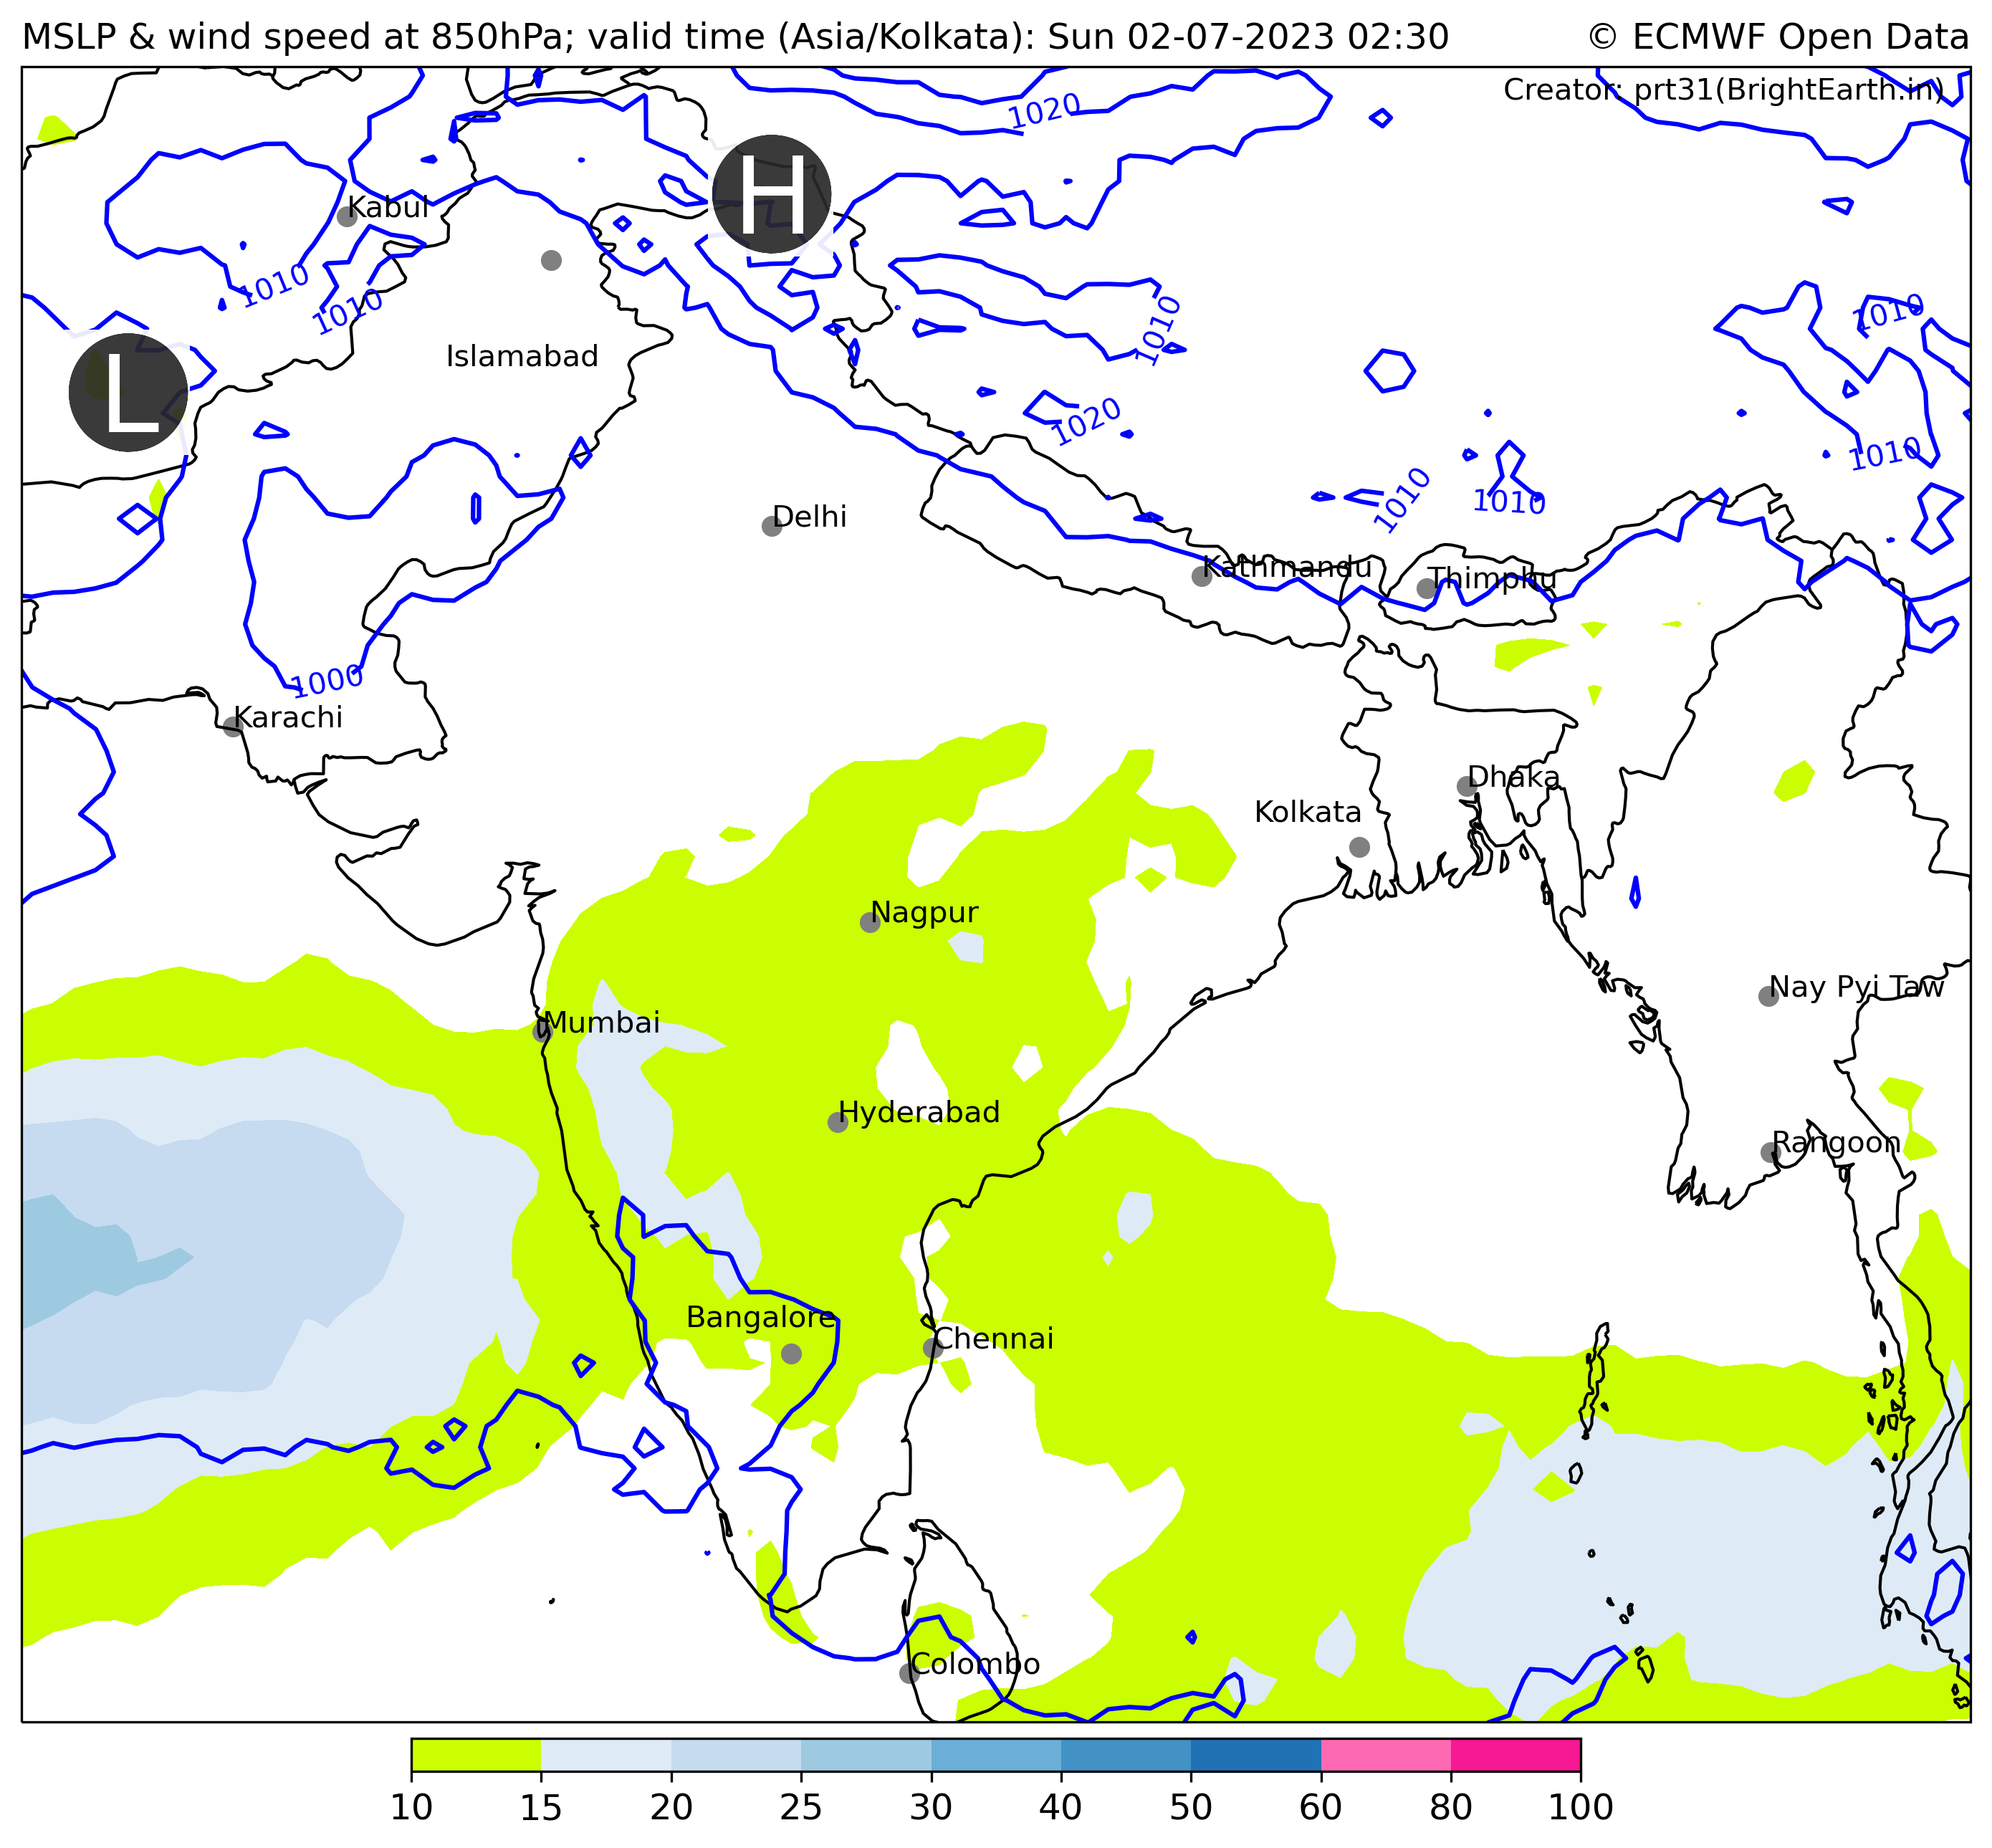 MSLP & wind speed at 850hPa; valid time (Asia/Kolkata): Sun 02-07-2023 02:30
© ECMWF Open Data
Creator: prt31(BrightEarth.in)
1020
H
Kabul
1010
1010
1010
1010
L
Islamabad
1020
1010
1010
1010
Delhi
Kathmandu
Thimphu
1000
Karachi
Dhaka
Kolkata
Nagpur
Nay Pyi Taw
Mumbai
Hyderabad
Rangoon
Bangalore
Chennai
Colombo
10 15 20 25 30 40 50 60 80 100